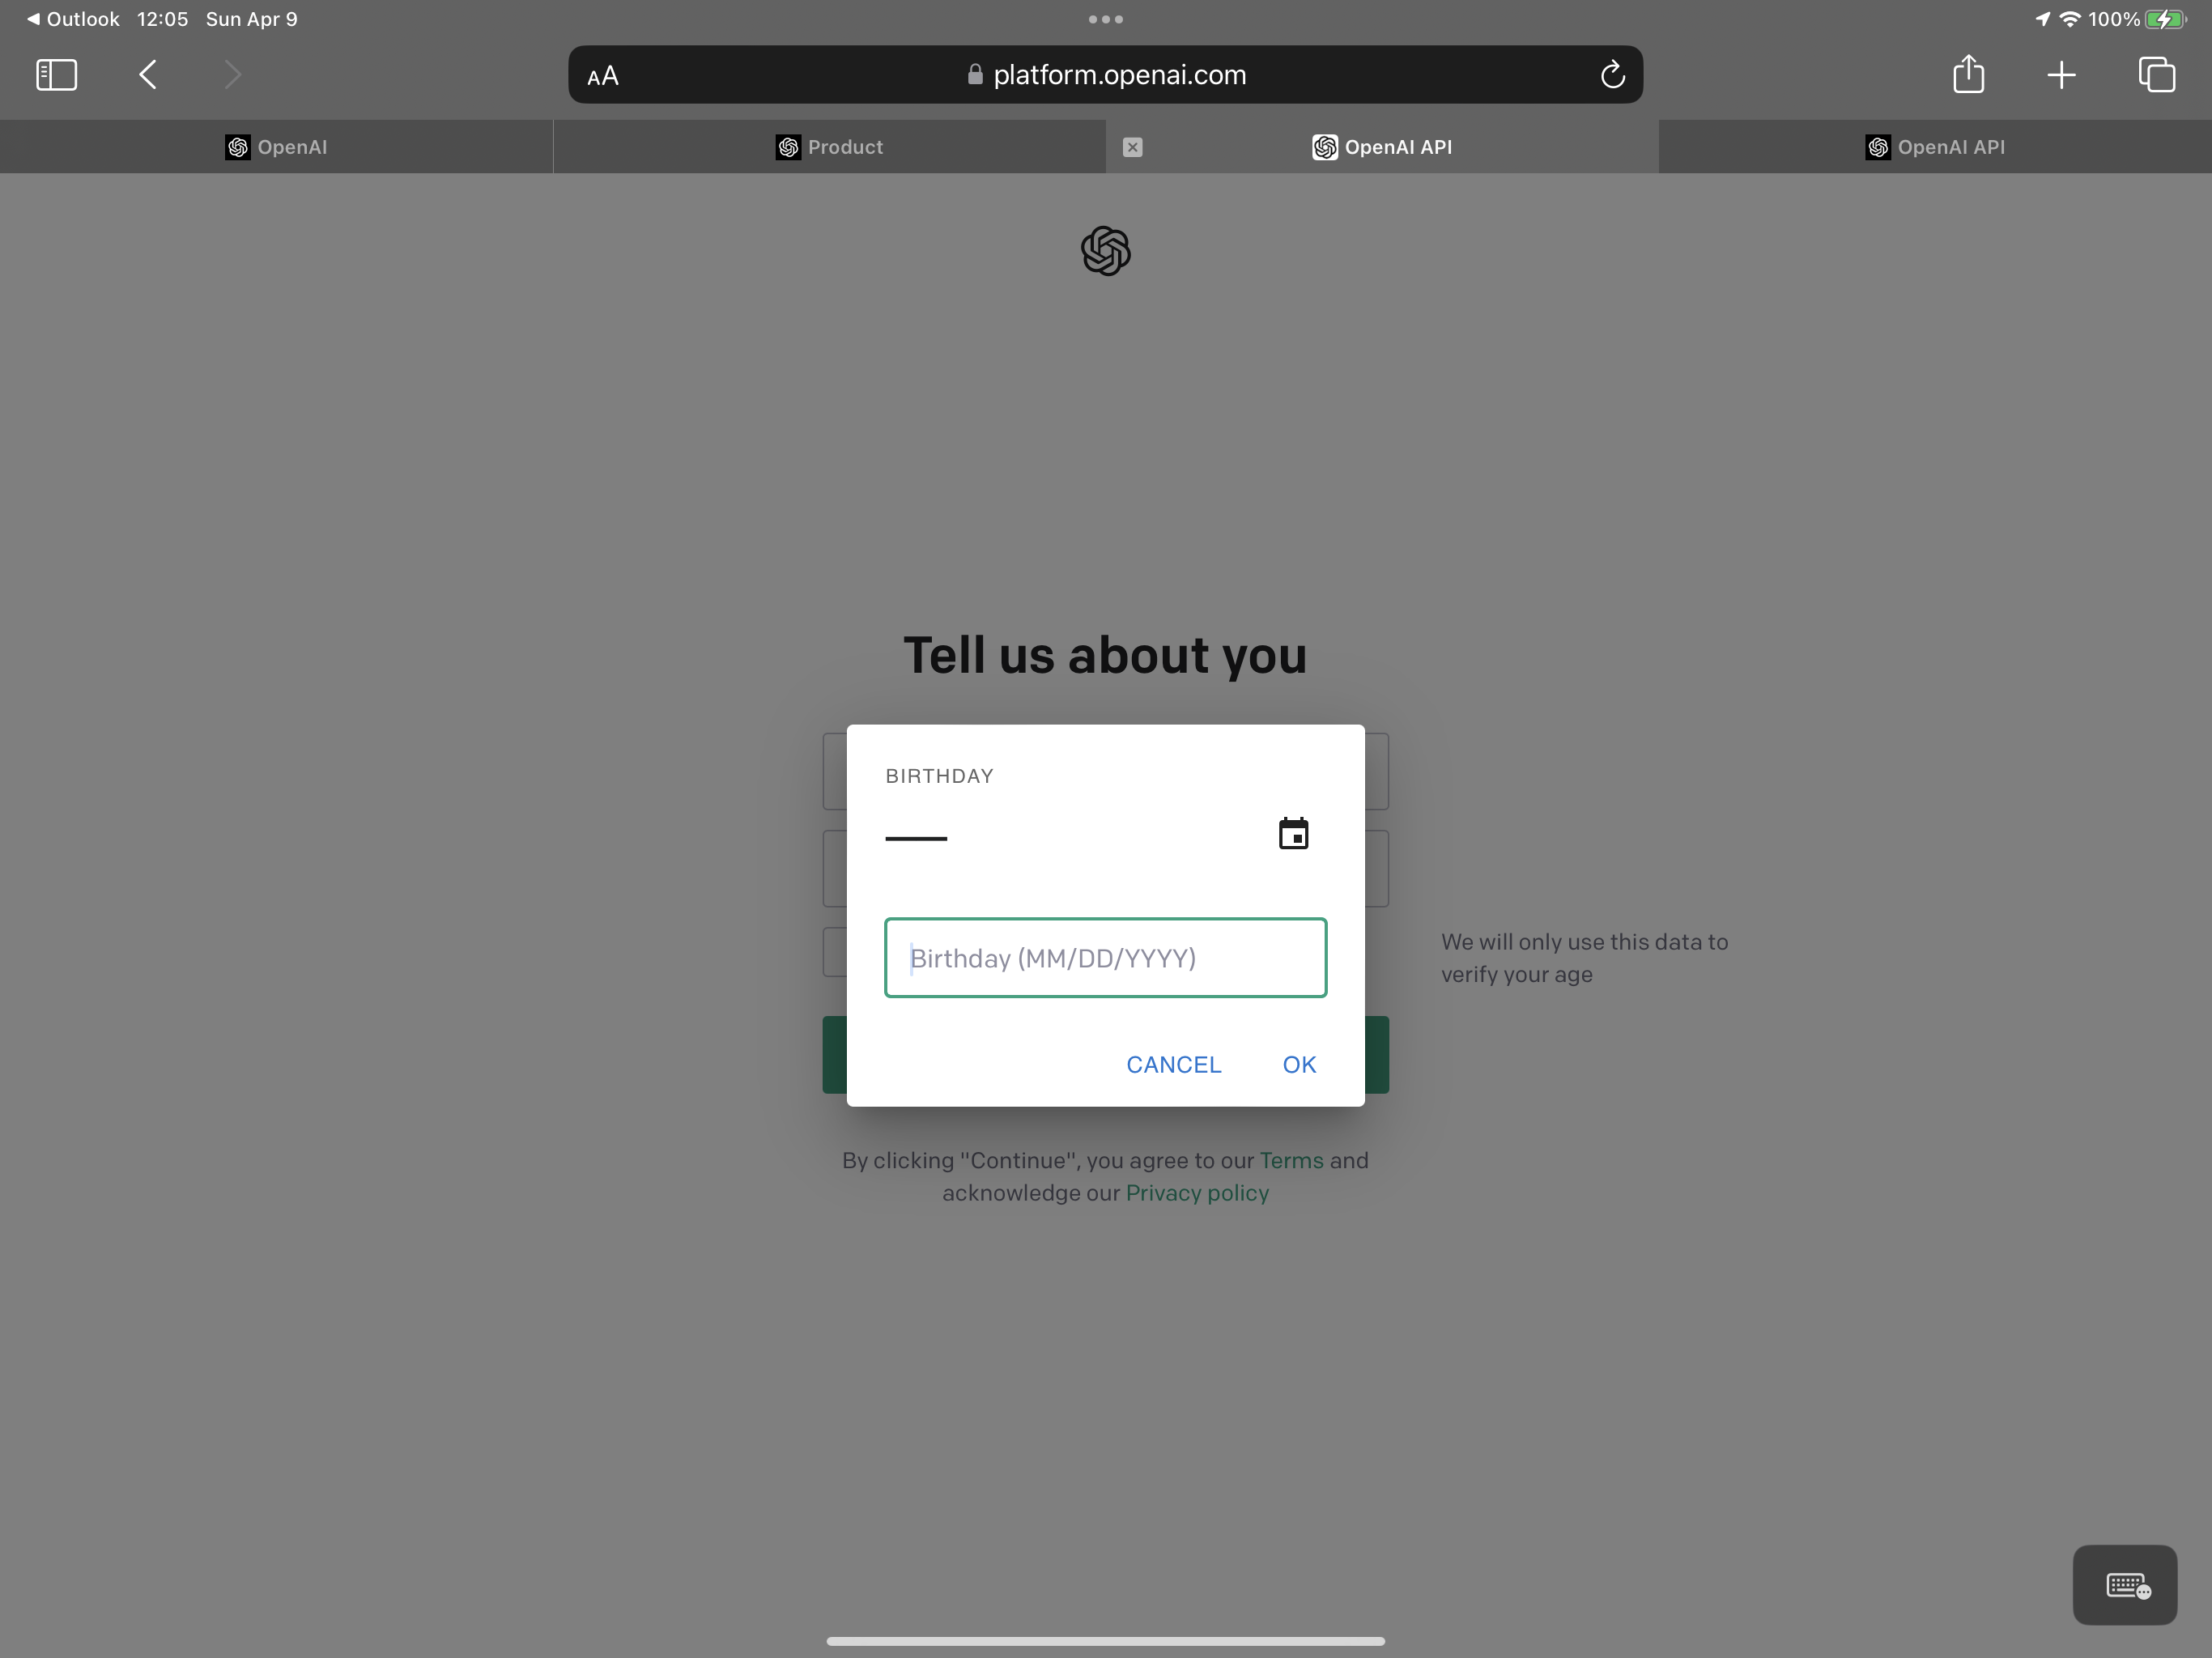 Outlook 12:05 Sun Apr 9
100%
AA platform.openai.com
OpenAI
Product
OpenAI API
OpenAI API
Tell us about you
BIRTHDAY
Birthday (MM/DD/YYYY)
CANCEL OK
We will only use this data to
verify your age
By clicking "Continue", you agree to our Terms and
acknowledge our Privacy policy